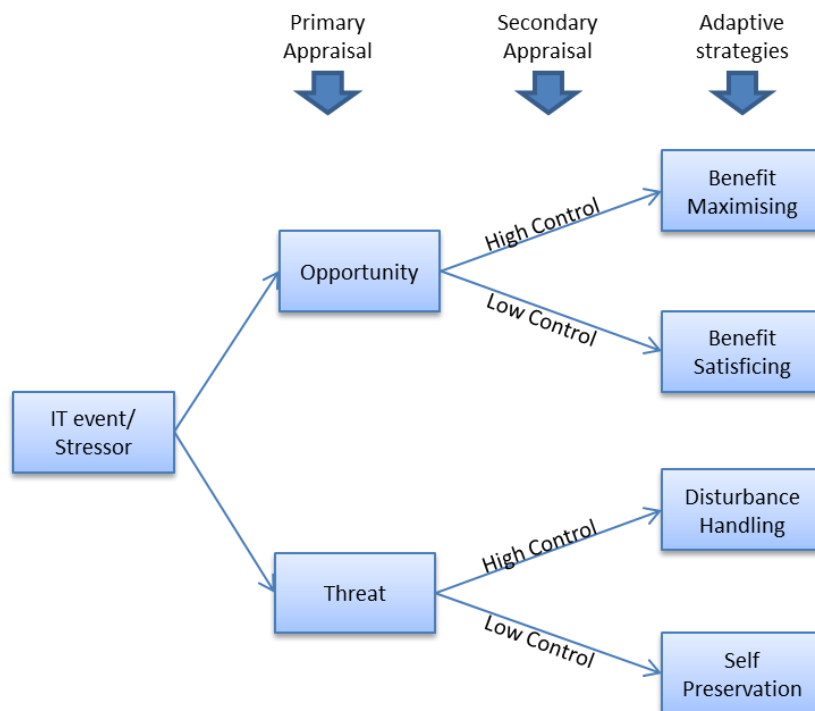 Primary
Appraisal
Secondary
Appraisal
Adaptive
strategies
Benefit
Maximising
High Control
Opportunity
Low Control
Benefit
Satisficing
IT event/
Stressor
Disturbance
Handling
High Control
Threat
Low Control
Self
Preservation